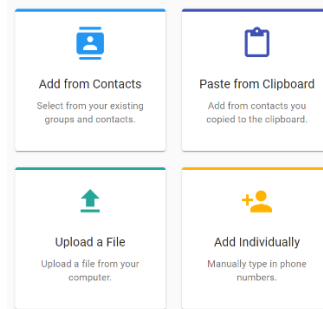 Add from Contacts
Select from your existing
groups and contacts.
Paste from Clipboard
Add from contacts you
copied to the clipboard.
Upload a File
Upload a file from your
computer.
Add Individually
Manually type in phone
numbers.